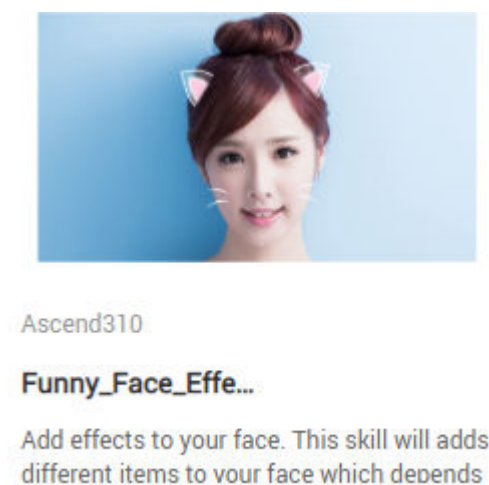 Ascend310
Funny_Face_Effe...
Add effects to your face. This skill will adds
different items to your face which depends